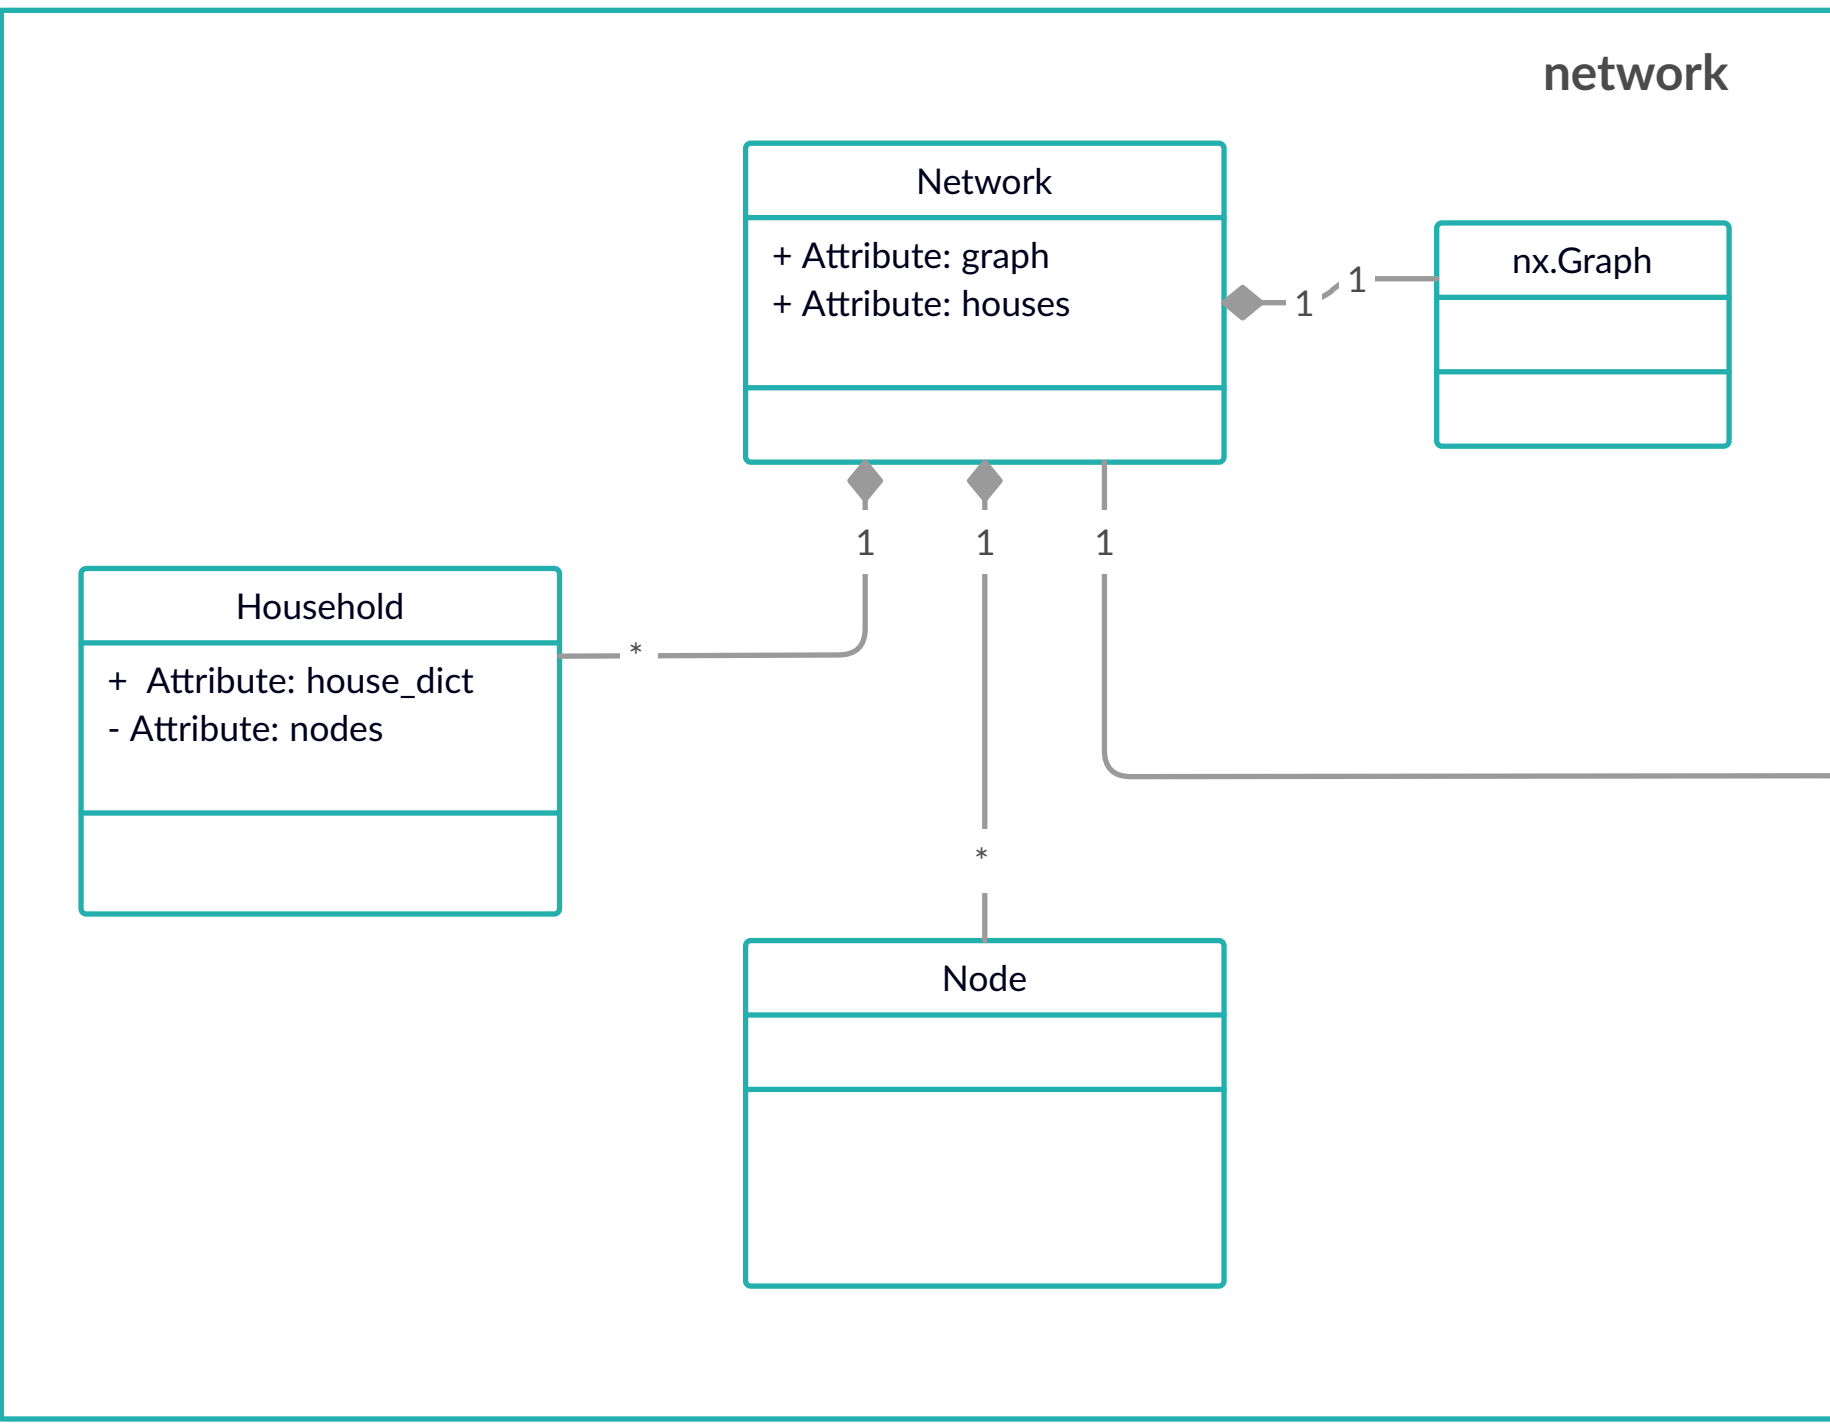 network
Network
+ Attribute: graph
+ Attribute: houses
nx.Graph
1
1
1
1
1
Household
+  Attribute: house_dict
- Attribute: nodes
*
*
Node